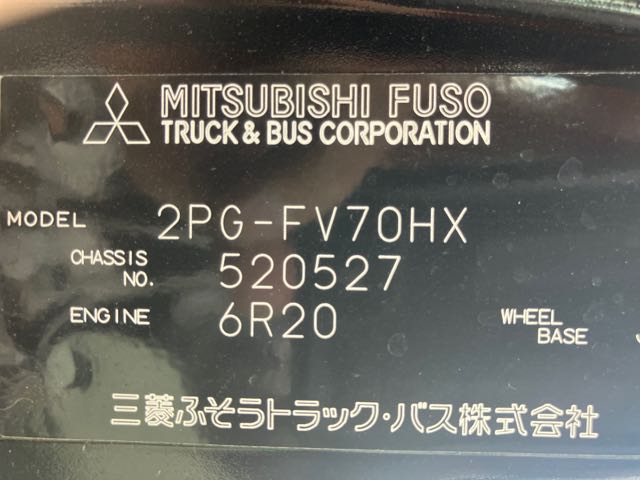 MITSUBISHI FUSO
TRUCK & BUS CORPORATION
MODEL 2PG-FV70HX
CHASSIS NO. 520527
ENGINE 6R20 WHEEL BASE
三菱ふそうトラック・バス株式会社